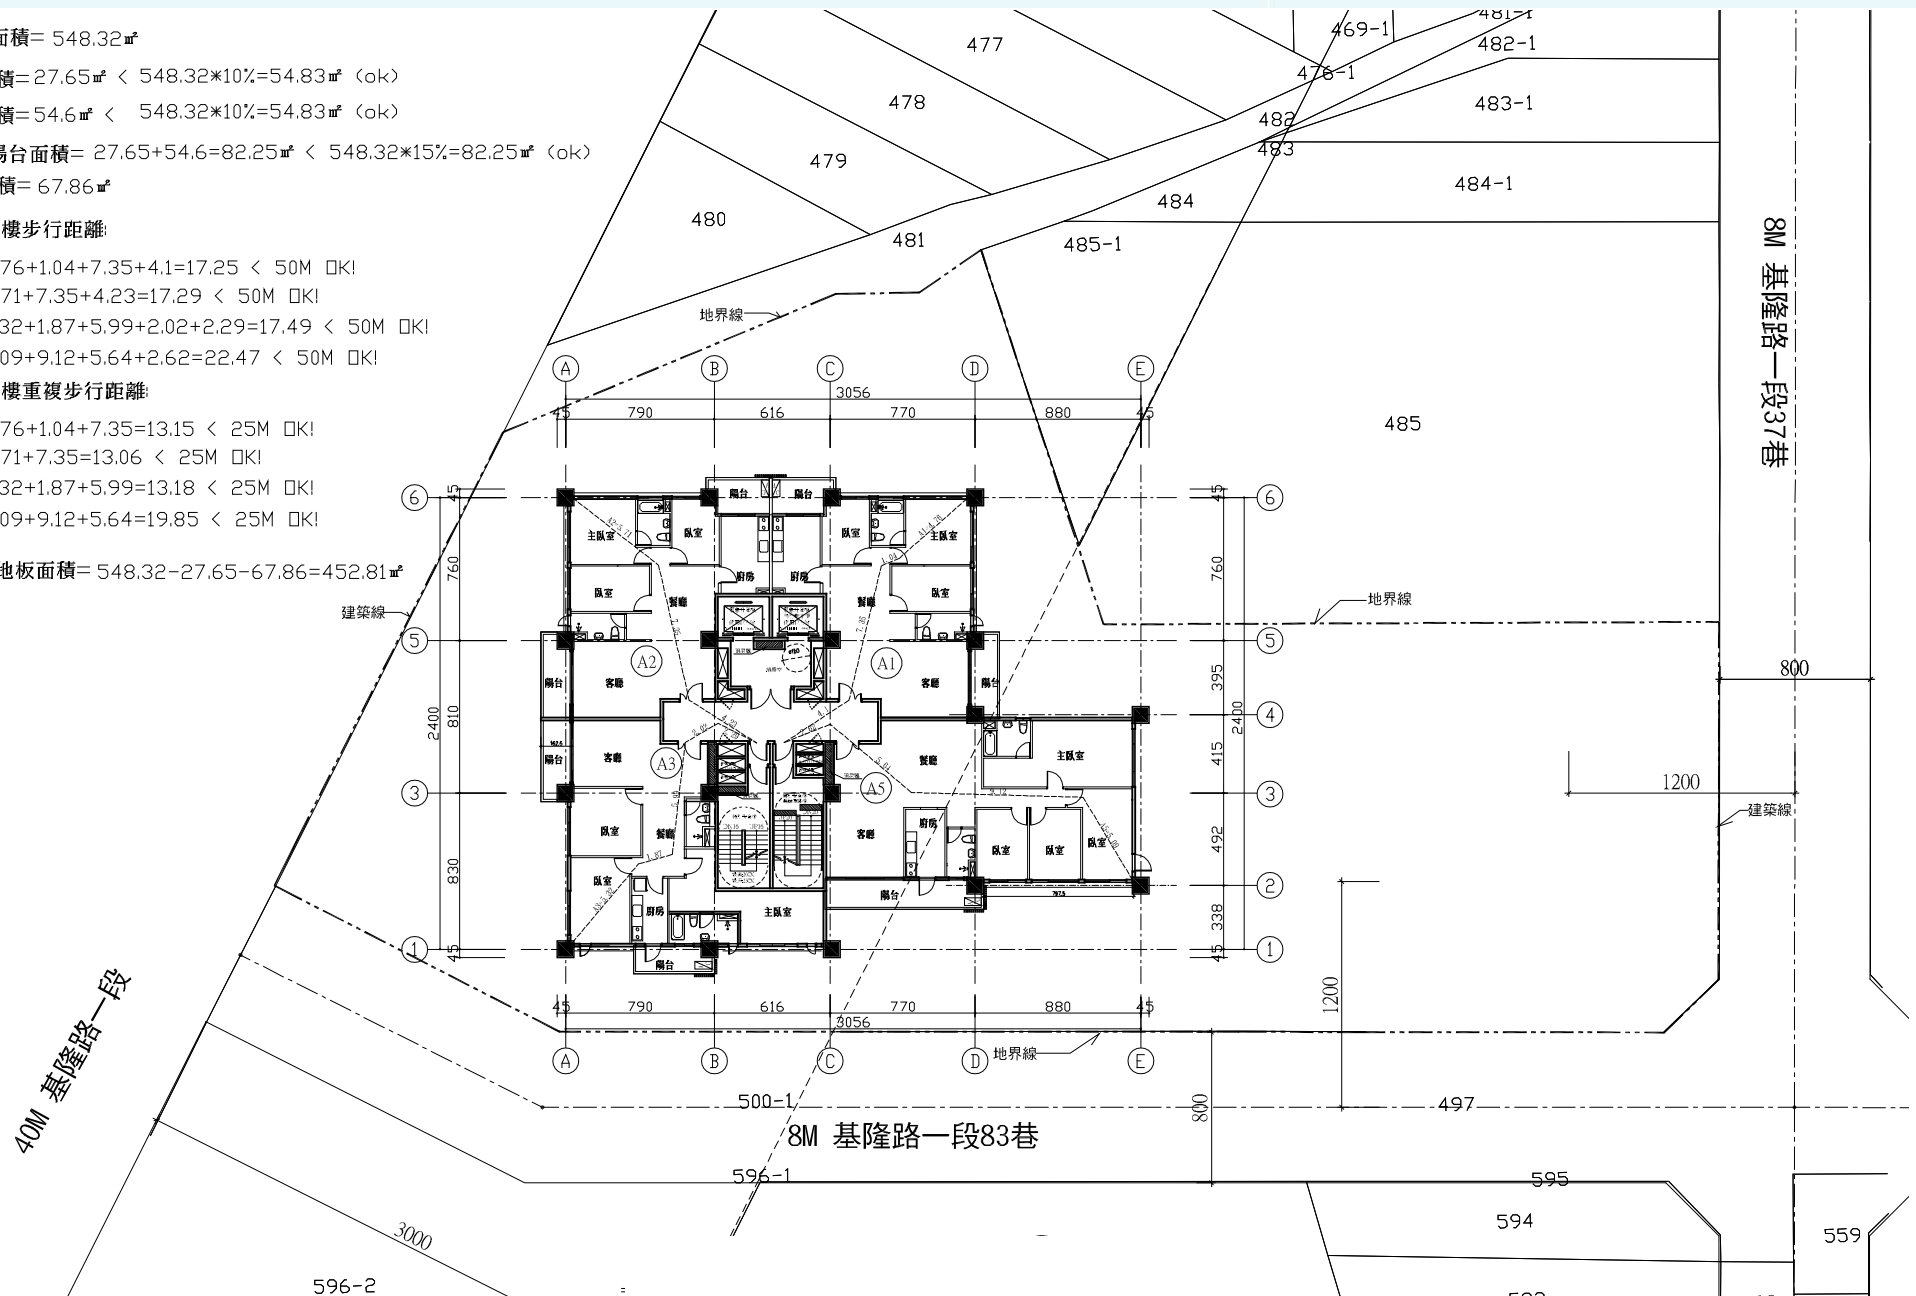 面積= 548.32㎡
積= 27.65㎡ < 548.32*10%=54.83㎡ (ok)
積= 54.6㎡ < 548.32*10%=54.83㎡ (ok)
陽台面積= 27.65+54.6=82.25㎡ < 548.32*15%=82.25㎡ (ok)
積= 67.86㎡
樓步行距離:
76+1.04+7.35+4.1=17.25 < 50M OK!
71+7.35+4.23=17.29 < 50M OK!
32+1.87+5.99+2.02+2.29=17.49 < 50M OK!
09+9.12+5.64+2.62=22.47 < 50M OK!
樓重複步行距離:
76+1.04+7.35=13.15 < 25M OK!
71+7.35=13.06 < 25M OK!
32+1.87+5.99=13.18 < 25M OK!
09+9.12+5.64=19.85 < 25M OK!
地板面積= 548.32-27.65-67.86=452.81㎡
477
469-1
481-1
482-1
476-1
478
483-1
482
483
479
484-1
484
480
481
485-1
485
地界線
建築線
地界線
建築線
地界線
8M 基隆路一段37巷
40M 基隆路一段
8M 基隆路一段83巷
A B C D E
3056
45 790 616 770 880 45
6 6
5 5
4
3 3
2
1 1
45
760
2400
810
830
45
45
760
395
2400
415
492
338
45
陽台 陽台
主臥室 臥室 臥室 主臥室
廚房 廚房
臥室 餐廳 餐廳 臥室
A2 A1
陽台 客廳 客廳 陽台
陽台 客廳 A3 A5 餐廳 主臥室
臥室 餐廳 客廳 廚房 臥室 臥室 臥室
臥室 廚房 主臥室 陽台
陽台
45 790 616 770 880 45
3056
A B C D E
800
1200
1200
800
500-1
497
596-1
595
594
559
3000
596-2